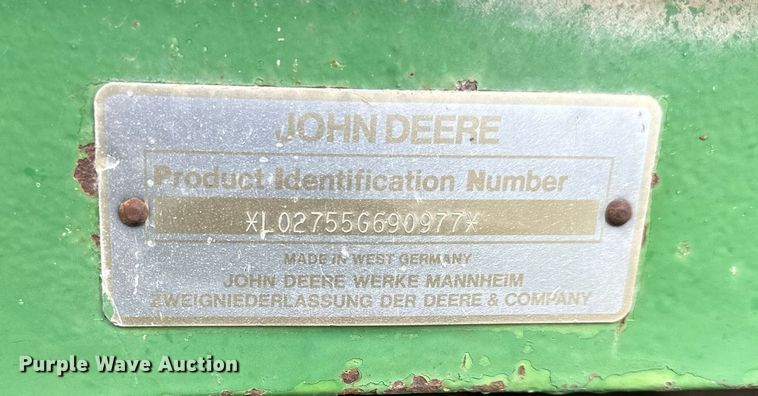 JOHN DEERE
Product Identification Number
*L02755G690977*
MADE IN WEST GERMANY
JOHN DEERE WERKE MANNHEIM
ZWEIGNIEDERLASSUNG DER DEERE & COMPANY
Purple Wave Auction